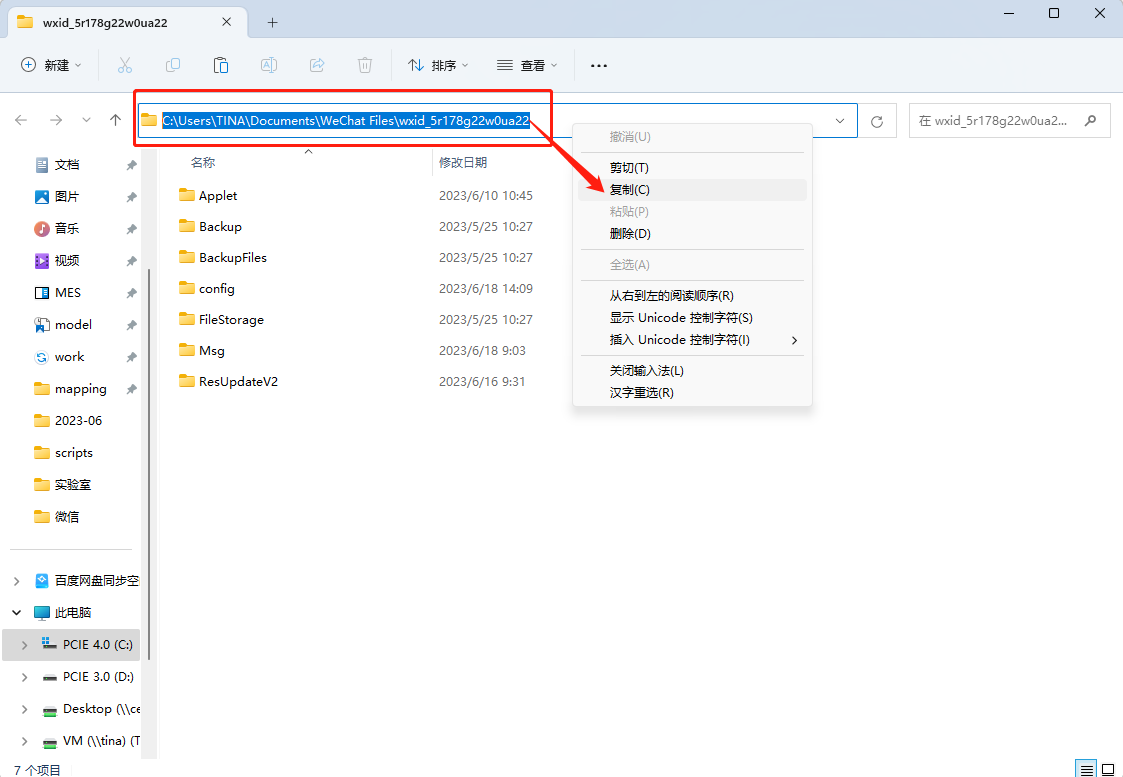 wxid_5r178g22w0ua22
新建
排序
查看
C:\Users\TINA\Documents\WeChat Files\wxid_5r178g22w0ua22
在 wxid_5r178g22w0ua2...
文档
图片
音乐
视频
MES
model
work
mapping
2023-06
scripts
实验室
微信
百度网盘同步空
此电脑
PCIE 4.0 (C:)
PCIE 3.0 (D:)
Desktop (\\ce
VM (\\tina) (T
名称 修改日期
Applet 2023/6/10 10:45
Backup 2023/5/25 10:27
BackupFiles 2023/5/25 10:27
config 2023/6/18 14:09
FileStorage 2023/5/25 10:27
Msg 2023/6/18 9:03
ResUpdateV2 2023/6/16 9:31
撤消(U)
剪切(T)
复制(C)
粘贴(P)
删除(D)
全选(A)
从右到左的阅读顺序(R)
显示 Unicode 控制字符(S)
插入 Unicode 控制字符(I)
关闭输入法(L)
汉字重选(R)
7 个项目